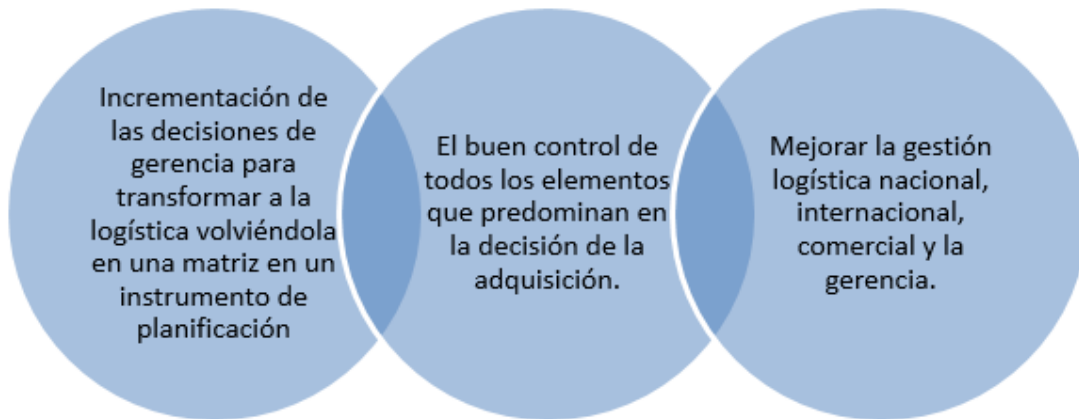 Incrementación de
las decisiones de
gerencia para
transformar a la
logística volviéndola
en una matriz en un
instrumento de
planificación
El buen control de
todos los elementos
que predominan en
la decisión de la
adquisición.
Mejorar la gestión
logística nacional,
internacional,
comercial y la
gerencia.